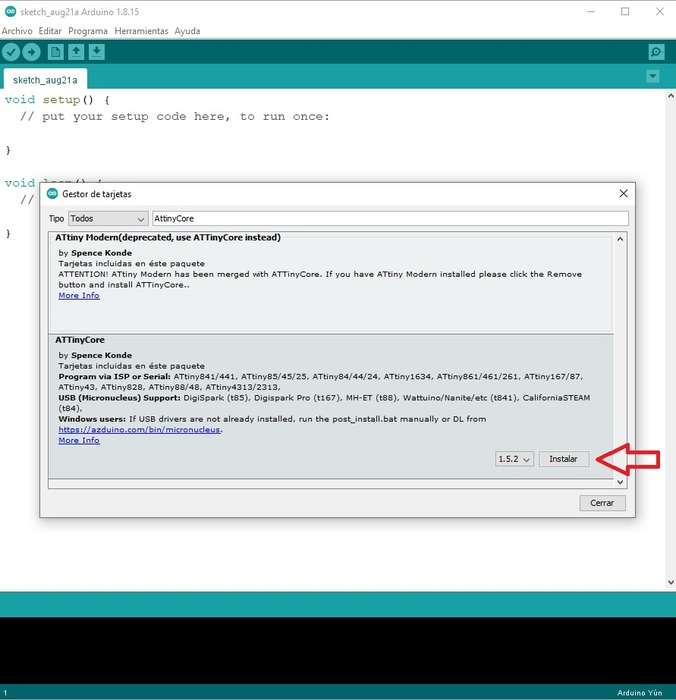 sketch_aug21a Arduino 1.8.15
Archivo Editar Programa Herramientas Ayuda
sketch_aug21a
void setup() {
// put your setup code here, to run once:
}
void loop() {
//
}
Gestor de tarjetas
Tipo Todos AttinyCore
ATtiny Modern(deprecated, use ATTinyCore instead)
by Spence Konde
Tarjetas incluidas en éste paquete
ATTENTION! ATtiny Modern has been merged with ATTinyCore. If you have ATtiny Modern installed please click the Remove
button and install ATTinyCore..
More Info
ATTinyCore
by Spence Konde
Tarjetas incluidas en éste paquete
Program via ISP or Serial: ATtiny841/441, ATtiny85/45/25, ATtiny84/44/24, ATtiny1634, ATtiny861/461/261, ATtiny167/87,
ATtiny43, ATtiny828, ATtiny88/48, ATtiny4313/2313,
USB (Micronucleus) Support: DigiSpark (t85), Digispark Pro (t167), MH-ET (t88), Wattuino/Nanite/etc (t841), CaliforniaSTEAM
(t84),
Windows users: If USB drivers are not already installed, run the post_install.bat manually or DL from
https://azduino.com/bin/micronucleus.
More Info
1.5.2 Instalar
Cerrar
1 Arduino Yún